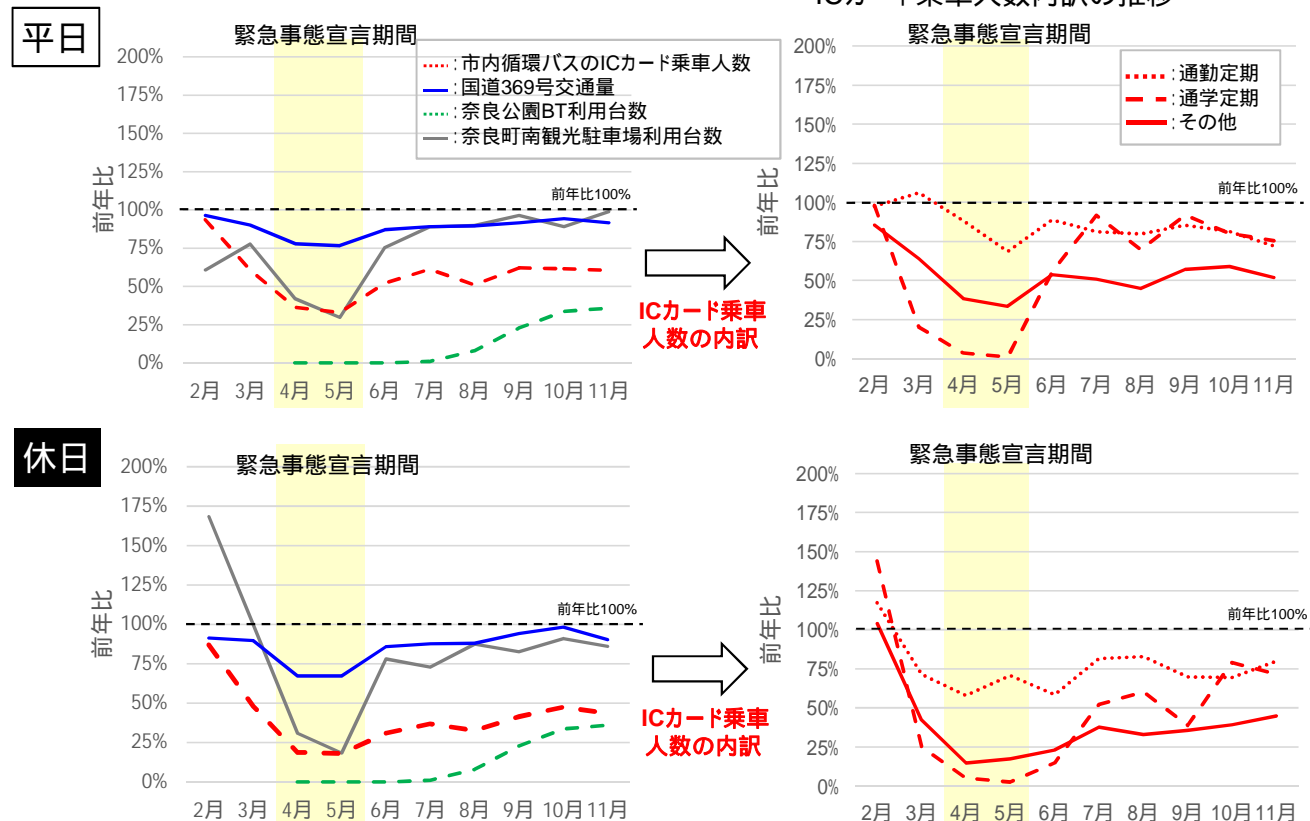 ICカード乗車人数内訳の推移
平日
緊急事態宣言期間
:市内循環バスのICカード乗車人数
:国道369号交通量
:奈良公園BT利用台数
:奈良町南観光駐車場利用台数
前年比
200%
175%
150%
125%
100%
75%
50%
25%
0%
前年比100%
2月 3月 4月 5月 6月 7月 8月 9月 10月 11月
ICカード乗車
人数の内訳
緊急事態宣言期間
:通勤定期
:通学定期
:その他
前年比
200%
175%
150%
125%
100%
75%
50%
25%
0%
前年比100%
2月 3月 4月 5月 6月 7月 8月 9月 10月 11月
休日
緊急事態宣言期間
前年比
200%
175%
150%
125%
100%
75%
50%
25%
0%
前年比100%
2月 3月 4月 5月 6月 7月 8月 9月 10月 11月
ICカード乗車
人数の内訳
緊急事態宣言期間
前年比
200%
175%
150%
125%
100%
75%
50%
25%
0%
前年比100%
2月 3月 4月 5月 6月 7月 8月 9月 10月 11月